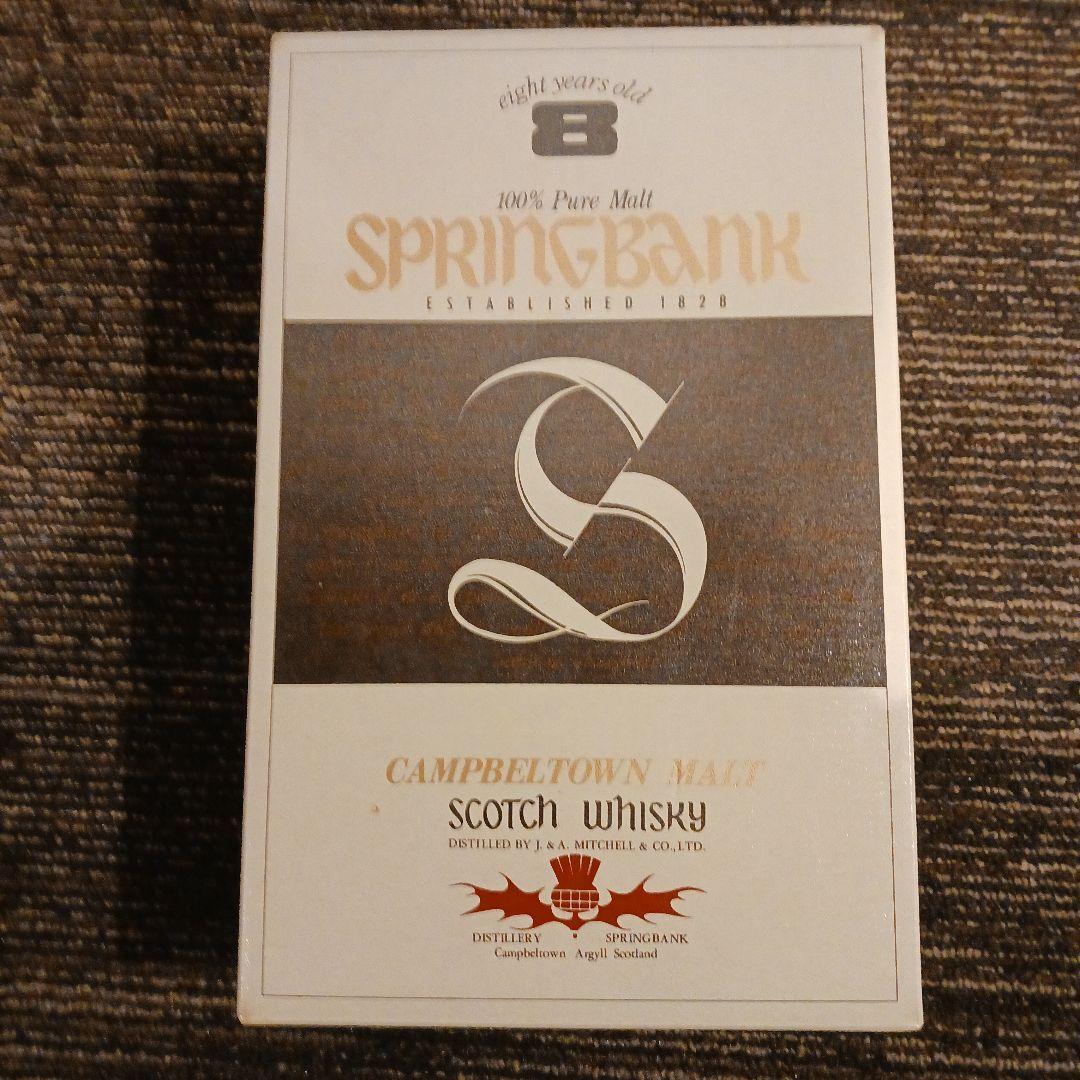 eight years old
8
100% Pure Malt
SPRINGBANK
ESTABLISHED 1828
S
CAMPBELTOWN MALT
SCOTCH WHISKY
DISTILLED BY J. & A. MITCHELL & CO., LTD.
DISTILLERY SPRINGBANK
Campbeltown Argyll Scotland